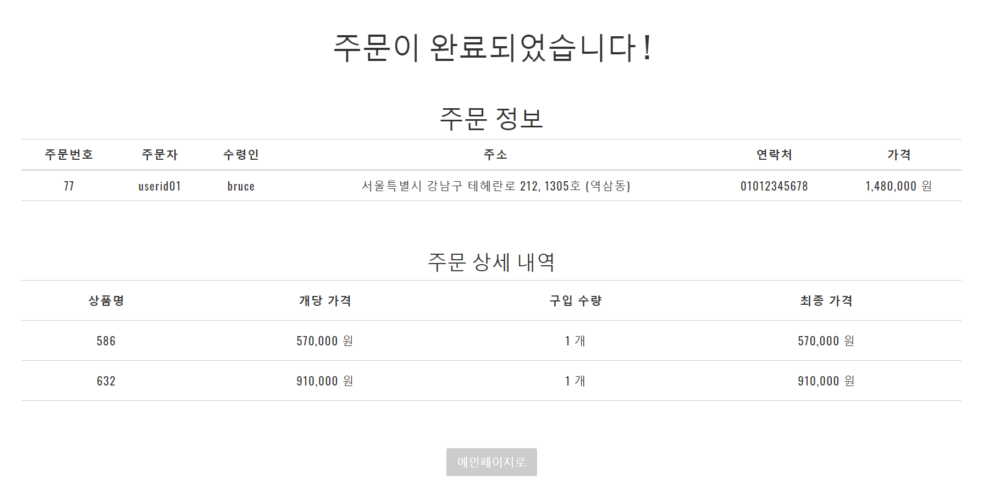 주문이 완료되었습니다!
주문 정보
주문번호 주문자 수령인 주소 연락처 가격
77 userid01 bruce 서울특별시 강남구 테헤란로 212, 1305호 (역삼동) 01012345678 1,480,000 원
주문 상세 내역
상품명 개당 가격 구입 수량 최종 가격
586 570,000 원 1 개 570,000 원
632 910,000 원 1 개 910,000 원
메인페이지로